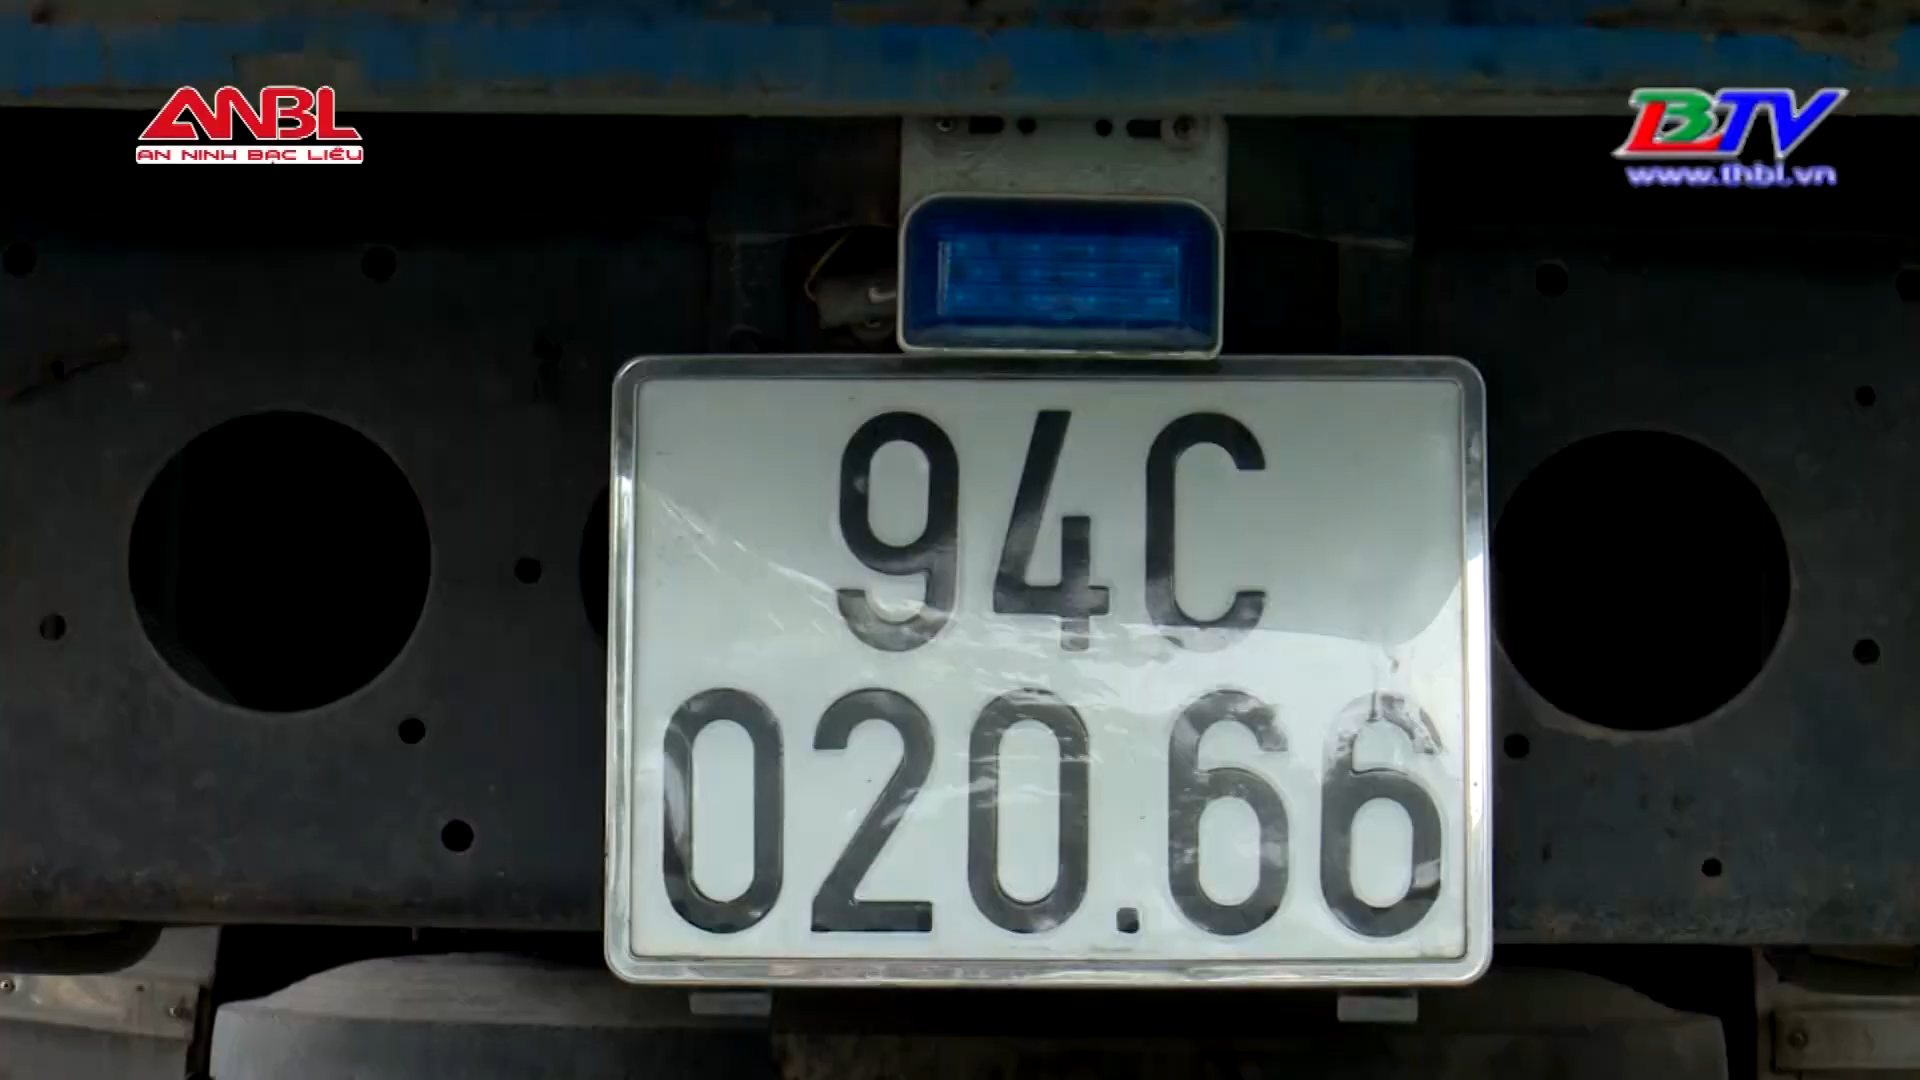 ANBL
AN NINH BẠC LIÊU
BTV
www.thbl.vn
94C
020.66